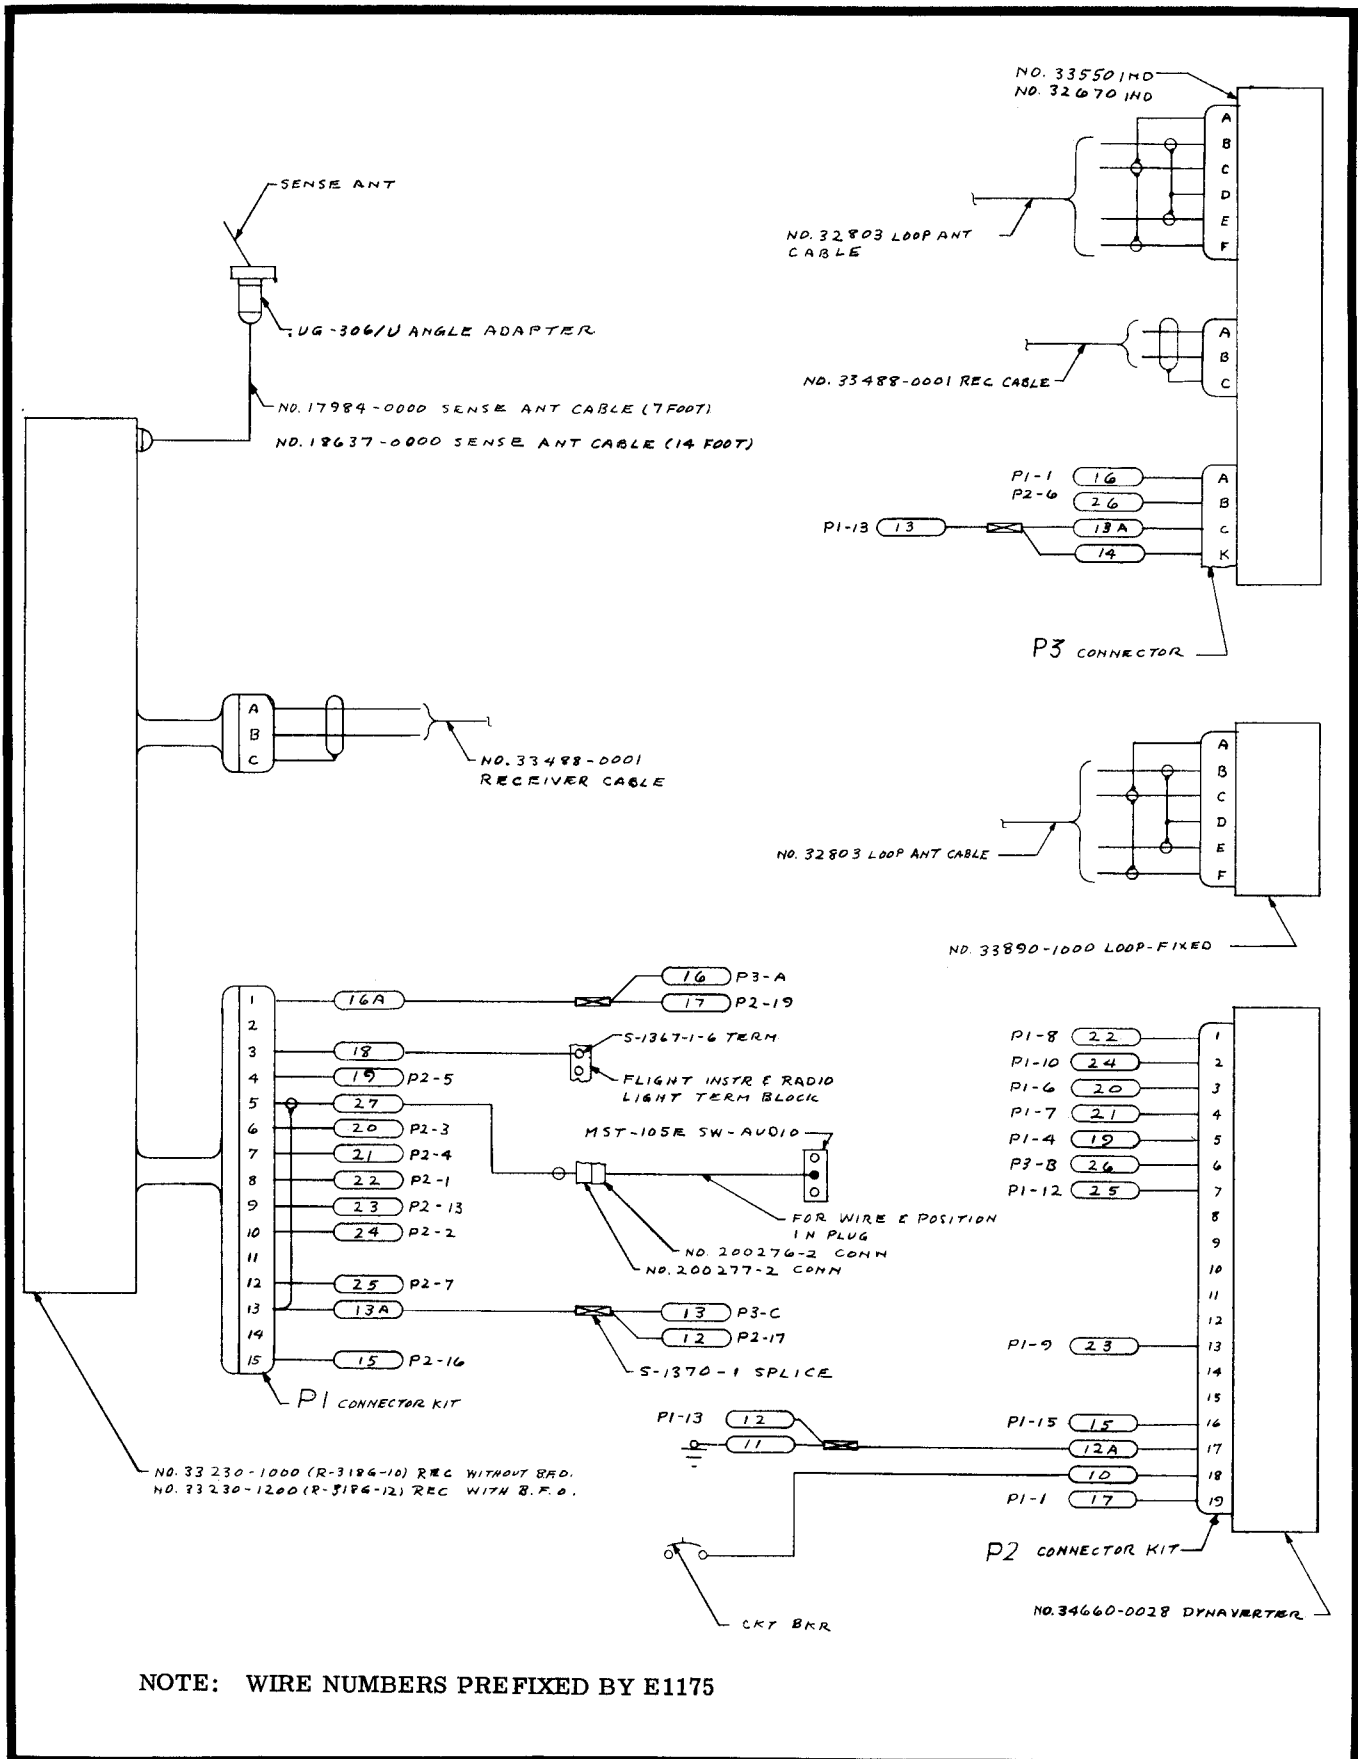 NO. 33550 IND
NO. 32670 IND
A
B
C
D
E
F
NO. 32803 LOOP ANT
CABLE
SENSE ANT
UG-306/U ANGLE ADAPTER
NO. 17984-0000 SENSE ANT CABLE (7 FOOT)
NO. 18637-0000 SENSE ANT CABLE (14 FOOT)
A
B
C
NO. 33488-0001 REC CABLE
P1-1 16 A
P2-6 26 B
P1-13 13 13A C
14 K
P3 CONNECTOR
A
B
C
NO. 33488-0001
RECEIVER CABLE
A
B
C
D
E
F
NO. 32803 LOOP ANT CABLE
NO. 33890-1000 LOOP-FIXED
1 16A 16 P3-A
17 P2-19
2
3 18 S-1367-1-6 TERM
FLIGHT INSTR & RADIO
LIGHT TERM BLOCK
4 19 P2-5
5 27
MST-105E SW-AUDIO
6 20 P2-3
7 21 P2-4
8 22 P2-1
9 23 P2-13
10 24 P2-2
FOR WIRE & POSITION
IN PLUG
NO. 200276-2 CONN
NO. 200277-2 CONN
11
12 25 P2-7
13 13A 13 P3-C
12 P2-17
14
15 15 P2-16
S-1370-1 SPLICE
P1 CONNECTOR KIT
NO. 33230-1000 (R-318G-10) REC WITHOUT B.F.O.
NO. 33230-1200 (R-318G-12) REC WITH B.F.O.
P1-8 22 1
P1-10 24 2
P1-6 20 3
P1-7 21 4
P1-4 19 5
P3-B 26 6
P1-12 25 7
8
9
10
11
12
P1-9 23 13
14
15
P1-13 12
P1-15 15 16
11 12A 17
10 18
P1-1 17 19
P2 CONNECTOR KIT
NO. 34660-0028 DYNAVERTER
CKT BKR
NOTE: WIRE NUMBERS PREFIXED BY E1175